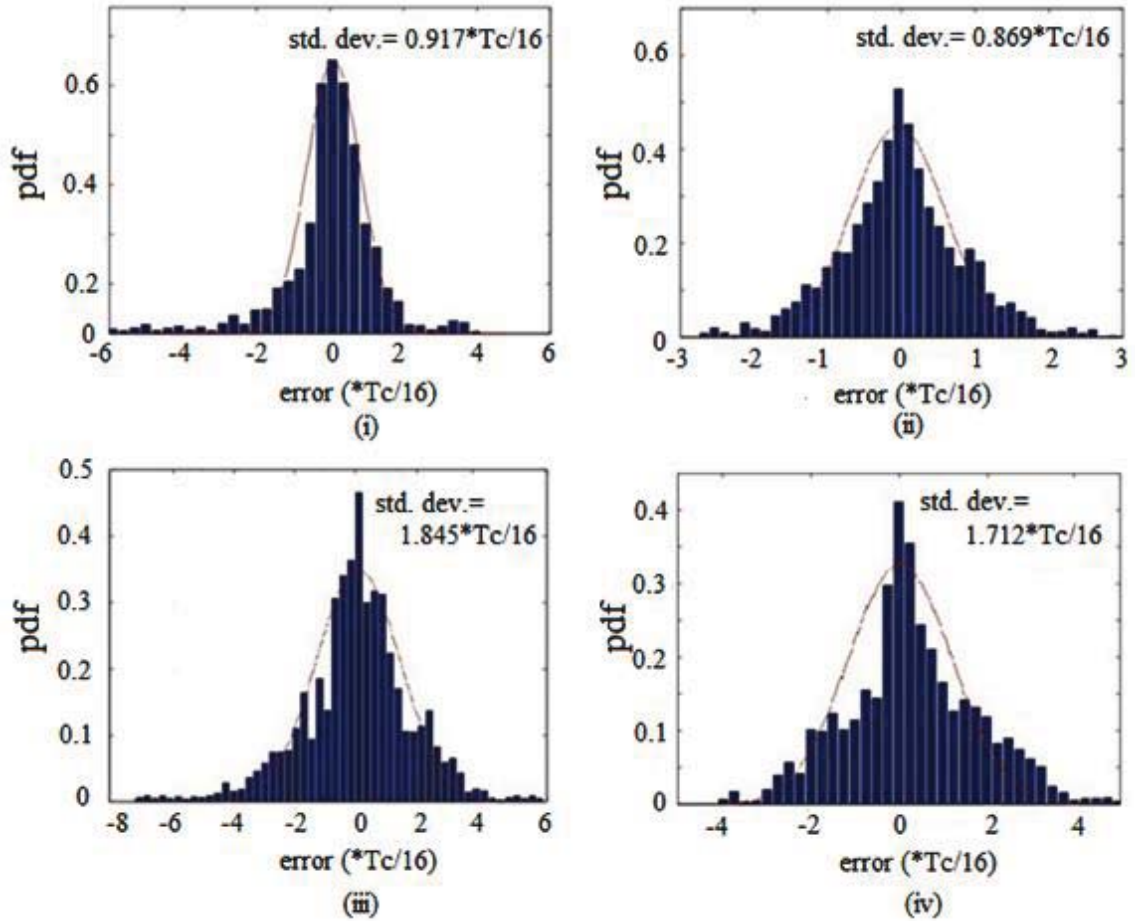 std. dev.= 0.917*Tc/16
pdf
0.6
0.4
0.2
0
-6 -4 -2 0 2 4 6
error (*Tc/16)
(i)
std. dev.= 0.869*Tc/16
pdf
0.6
0.4
0.2
0
-3 -2 -1 0 1 2 3
error (*Tc/16)
(ii)
std. dev.=
1.845*Tc/16
pdf
0.5
0.4
0.3
0.2
0.1
0
-8 -6 -4 -2 0 2 4 6
error (*Tc/16)
(iii)
std. dev.=
1.712*Tc/16
pdf
0.4
0.3
0.2
0.1
0
-4 -2 0 2 4
error (*Tc/16)
(iv)